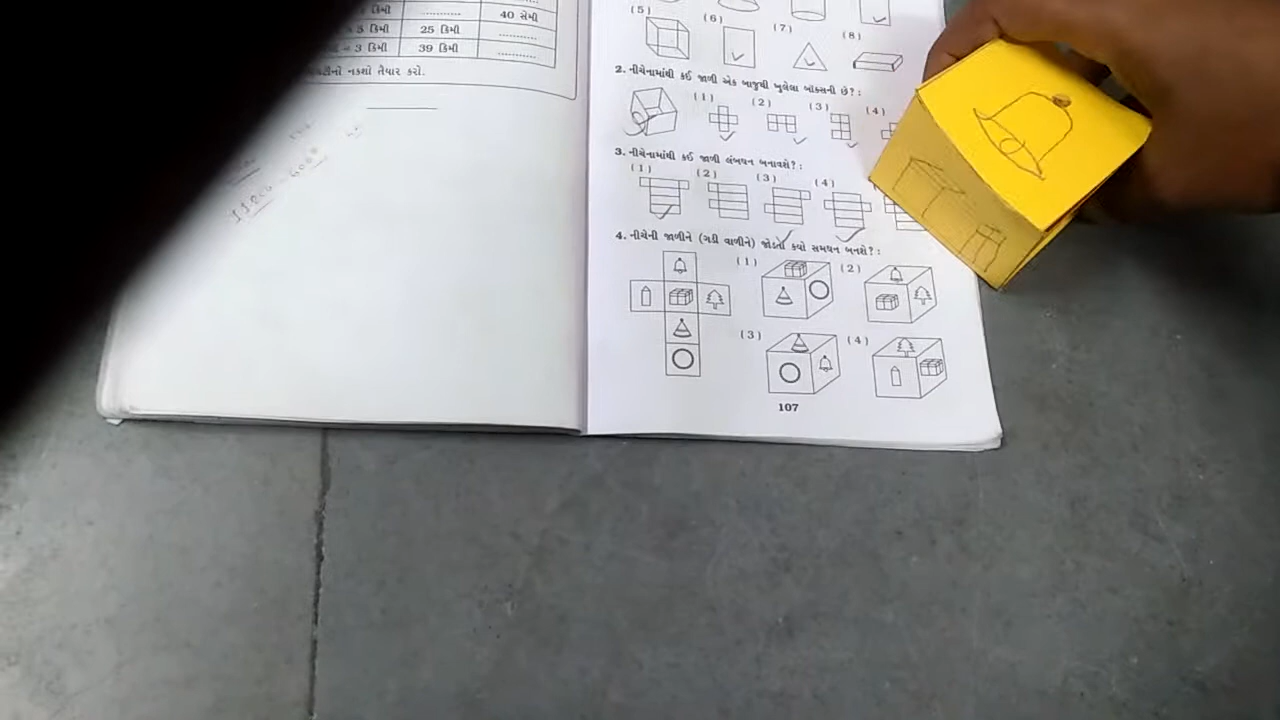 કિમી
40 સેમી
= 5 કિમી 25 કિમી
= 3 કિમી 39 કિમી
નકશો તૈયાર કરો.
(5) (6) (7) (8)
2. નીચેનામાંથી કઈ જાળી એક બાજુથી ખુલેલા બૉક્સની છે? :
(1) (2) (3) (4)
3. નીચેનામાંથી કઈ જાળી લંબઘન બનાવશે? :
(1) (2) (3) (4)
4. નીચેની જાળીને (ગડી વાળીને) જોડતાં કયો સમઘન બનશે? :
(1) (2)
(3) (4)
107